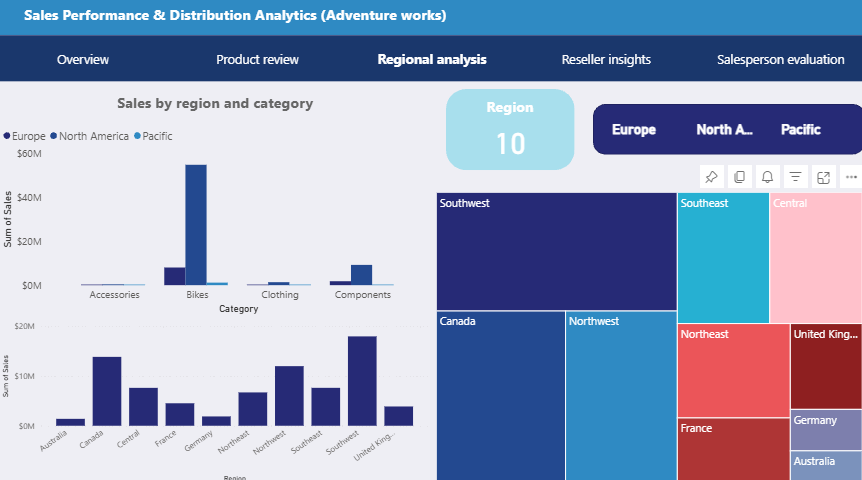 Sales Performance & Distribution Analytics (Adventure works)
Overview
Product review
Regional analysis
Reseller insights
Salesperson evaluation
Sales by region and category
Europe
North America
Pacific
Sum of Sales
$60M
$40M
$20M
$0M
Accessories
Bikes
Clothing
Components
Category
Sum of Sales
$20M
$10M
$0M
Australia
Canada
Central
France
Germany
Northeast
Northwest
Southeast
Southwest
United King...
Region
Region
10
Europe
North A...
Pacific
Southwest
Southeast
Central
Canada
Northwest
Northeast
United King...
France
Germany
Australia